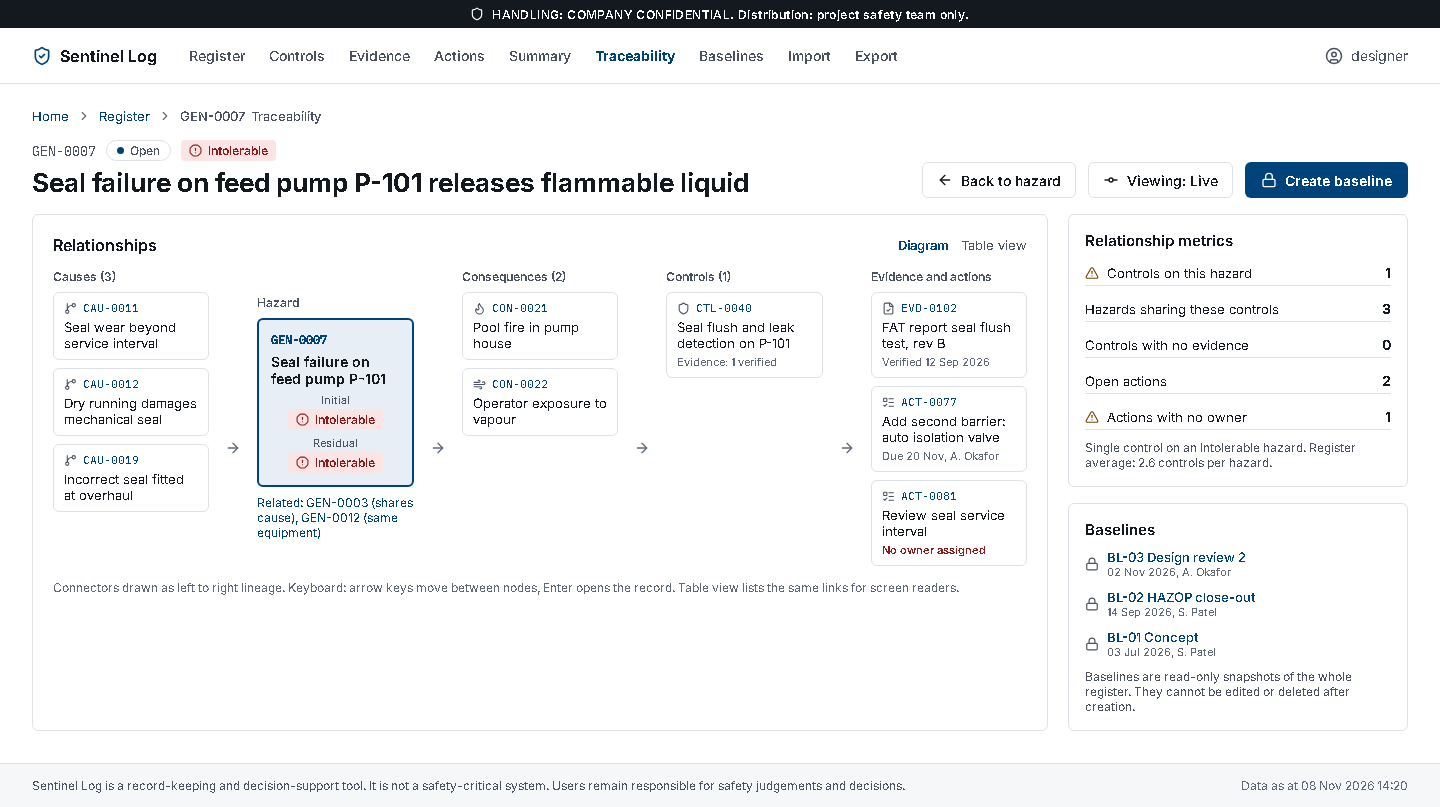 HANDLING: COMPANY CONFIDENTIAL. Distribution: project safety team only.
Sentinel Log
Register
Controls
Evidence
Actions
Summary
Traceability
Baselines
Import
Export
designer
Home
Register
GEN-0007 Traceability
GEN-0007
Open
Intolerable
Seal failure on feed pump P-101 releases flammable liquid
Back to hazard
Viewing: Live
Create baseline
Relationships
Diagram
Table view
Causes (3)
CAU-0011
Seal wear beyond
service interval
CAU-0012
Dry running damages
mechanical seal
CAU-0019
Incorrect seal fitted
at overhaul
Hazard
GEN-0007
Seal failure on
feed pump P-101
Initial
Intolerable
Residual
Intolerable
Related: GEN-0003 (shares
cause), GEN-0012 (same
equipment)
Consequences (2)
CON-0021
Pool fire in pump
house
CON-0022
Operator exposure to
vapour
Controls (1)
CTL-0040
Seal flush and leak
detection on P-101
Evidence: 1 verified
Evidence and actions
EVD-0102
FAT report seal flush
test, rev B
Verified 12 Sep 2026
ACT-0077
Add second barrier:
auto isolation valve
Due 20 Nov, A. Okafor
ACT-0081
Review seal service
interval
No owner assigned
Connectors drawn as left to right lineage. Keyboard: arrow keys move between nodes, Enter opens the record. Table view lists the same links for screen readers.
Relationship metrics
Controls on this hazard 1
Hazards sharing these controls 3
Controls with no evidence 0
Open actions 2
Actions with no owner 1
Single control on an Intolerable hazard. Register
average: 2.6 controls per hazard.
Baselines
BL-03 Design review 2
02 Nov 2026, A. Okafor
BL-02 HAZOP close-out
14 Sep 2026, S. Patel
BL-01 Concept
03 Jul 2026, S. Patel
Baselines are read-only snapshots of the whole
register. They cannot be edited or deleted after
creation.
Sentinel Log is a record-keeping and decision-support tool. It is not a safety-critical system. Users remain responsible for safety judgements and decisions.
Data as at 08 Nov 2026 14:20